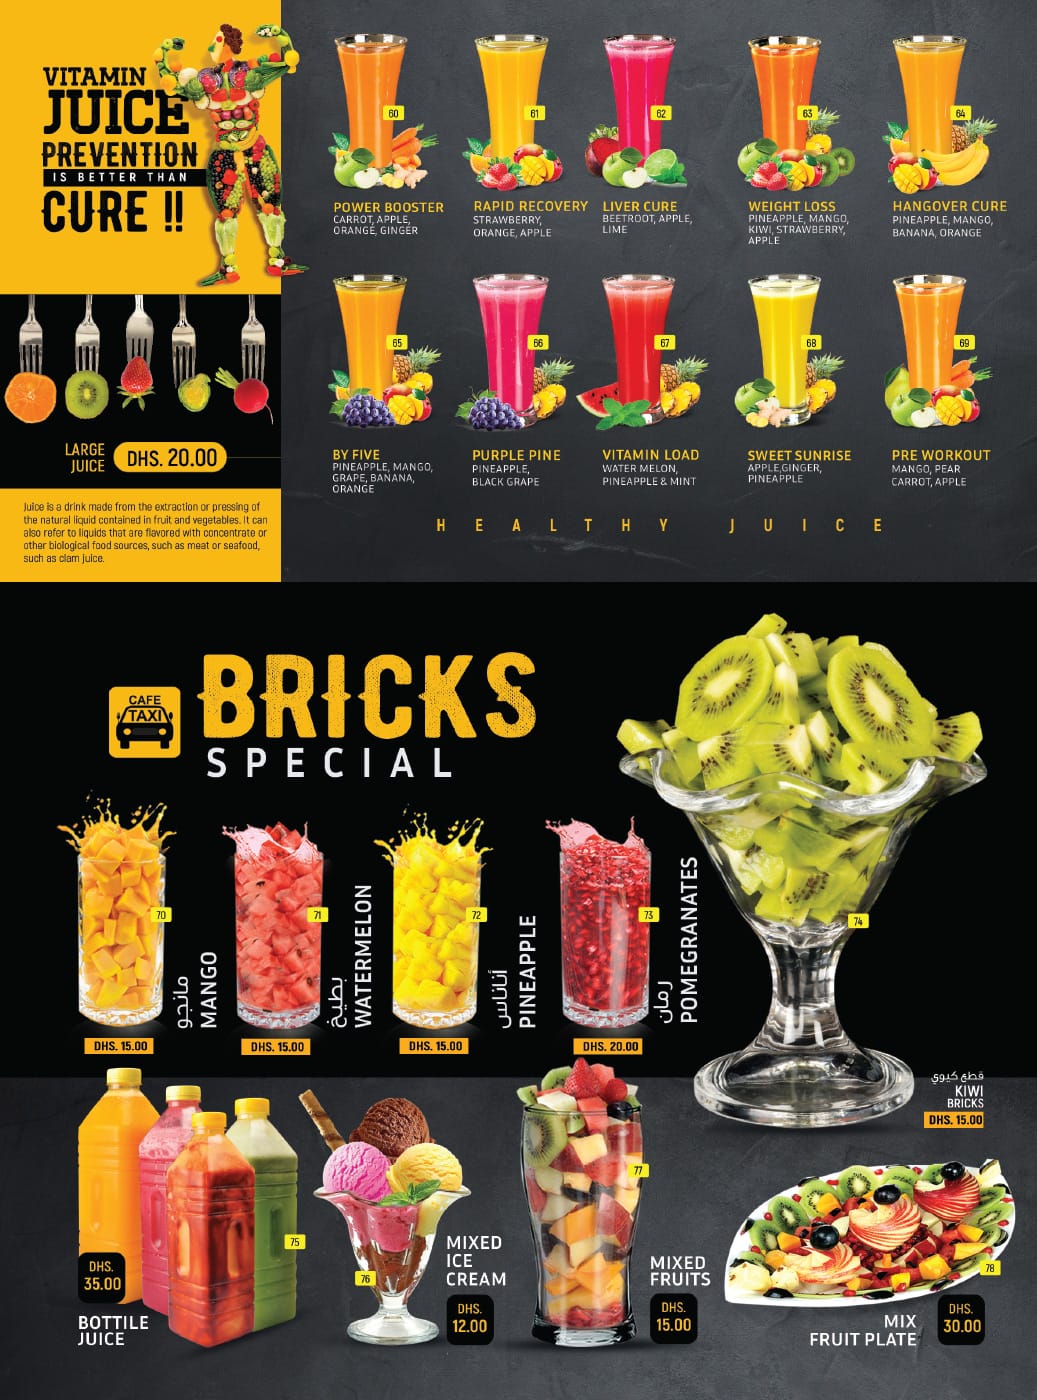 VITAMIN
JUICE
PREVENTION
IS BETTER THAN
CURE !!
LARGE
JUICE
DHS. 20.00
Juice is a drink made from the extraction or pressing of
the natural liquid contained in fruit and vegetables. It can
also refer to liquids that are flavored with concentrate or
other biological food sources, such as meat or seafood,
such as clam juice.
60
POWER BOOSTER
CARROT, APPLE,
ORANGE, GINGER
61
RAPID RECOVERY
STRAWBERRY,
ORANGE, APPLE
62
LIVER CURE
BEETROOT, APPLE,
LIME
63
WEIGHT LOSS
PINEAPPLE, MANGO,
KIWI, STRAWBERRY,
APPLE
64
HANGOVER CURE
PINEAPPLE, MANGO,
BANANA, ORANGE
65
BY FIVE
PINEAPPLE, MANGO,
GRAPE, BANANA,
ORANGE
66
PURPLE PINE
PINEAPPLE,
BLACK GRAPE
67
VITAMIN LOAD
WATER MELON,
PINEAPPLE & MINT
68
SWEET SUNRISE
APPLE,GINGER,
PINEAPPLE
69
PRE WORKOUT
MANGO, PEAR
CARROT, APPLE
HEALTHY JUICE
CAFE
TAXI
BRICKS
SPECIAL
70
مانجو
MANGO
DHS. 15.00
71
بطيخ
WATERMELON
DHS. 15.00
72
أناناس
PINEAPPLE
DHS. 15.00
73
رمان
POMEGRANATES
DHS. 20.00
74
قطع كيوي
KIWI
BRICKS
DHS. 15.00
75
DHS.
35.00
BOTTILE
JUICE
76
MIXED
ICE
CREAM
DHS.
12.00
77
MIXED
FRUITS
DHS.
15.00
78
MIX
FRUIT PLATE
DHS.
30.00